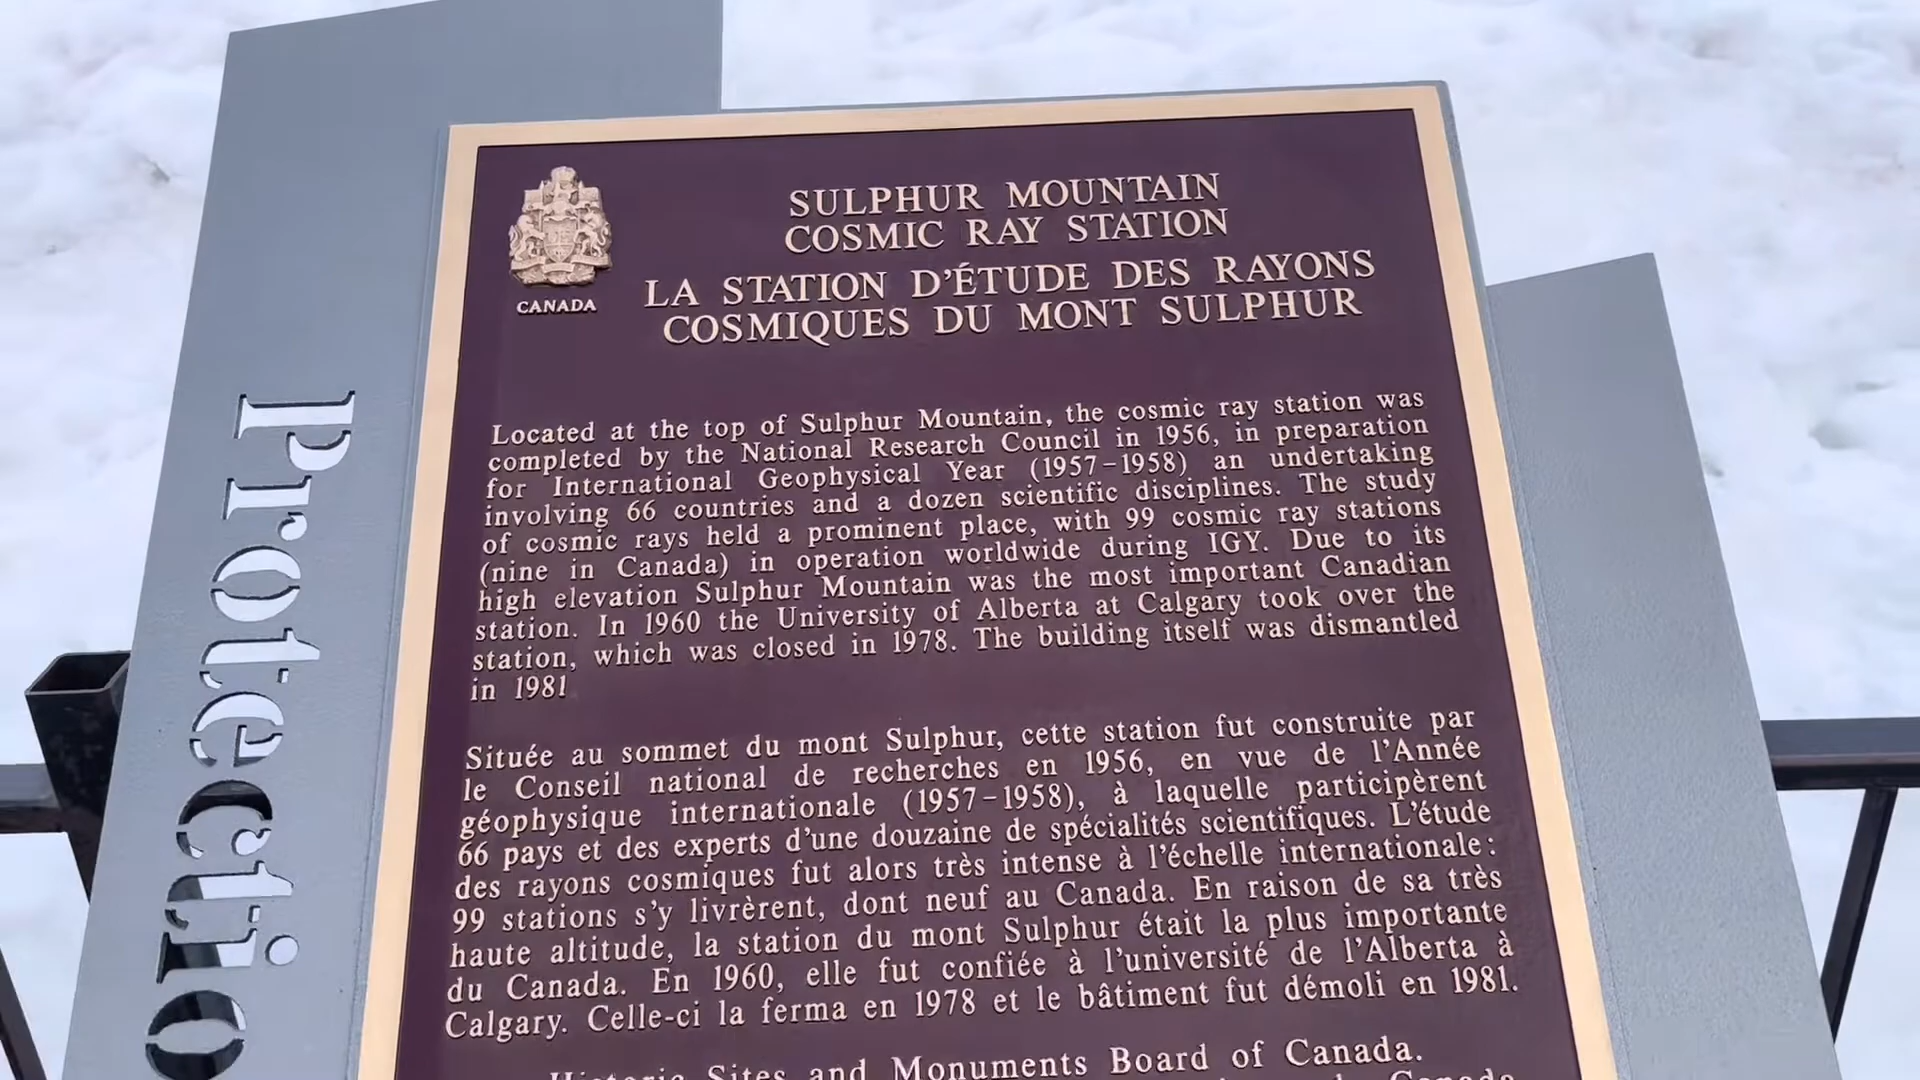 CANADA
SULPHUR MOUNTAIN
COSMIC RAY STATION
LA STATION D'ÉTUDE DES RAYONS
COSMIQUES DU MONT SULPHUR
Located at the top of Sulphur Mountain, the cosmic ray station was
completed by the National Research Council in 1956, in preparation
for International Geophysical Year (1957-1958) an undertaking
involving 66 countries and a dozen scientific disciplines. The study
of cosmic rays held a prominent place, with 99 cosmic ray stations
(nine in Canada) in operation worldwide during IGY. Due to its
high elevation Sulphur Mountain was the most important Canadian
station. In 1960 the University of Alberta at Calgary took over the
station, which was closed in 1978. The building itself was dismantled
in 1981
Située au sommet du mont Sulphur, cette station fut construite par
le Conseil national de recherches en 1956, en vue de l'Année
géophysique internationale (1957-1958), à laquelle participèrent
66 pays et des experts d'une douzaine de spécialités scientifiques. L'étude
des rayons cosmiques fut alors très intense à l'échelle internationale:
99 stations s'y livrèrent, dont neuf au Canada. En raison de sa très
haute altitude, la station du mont Sulphur était la plus importante
du Canada. En 1960, elle fut confiée à l'université de l'Alberta à
Calgary. Celle-ci la ferma en 1978 et le bâtiment fut démoli en 1981.
Historic Sites and Monuments Board of Canada.
Canada
Protectio